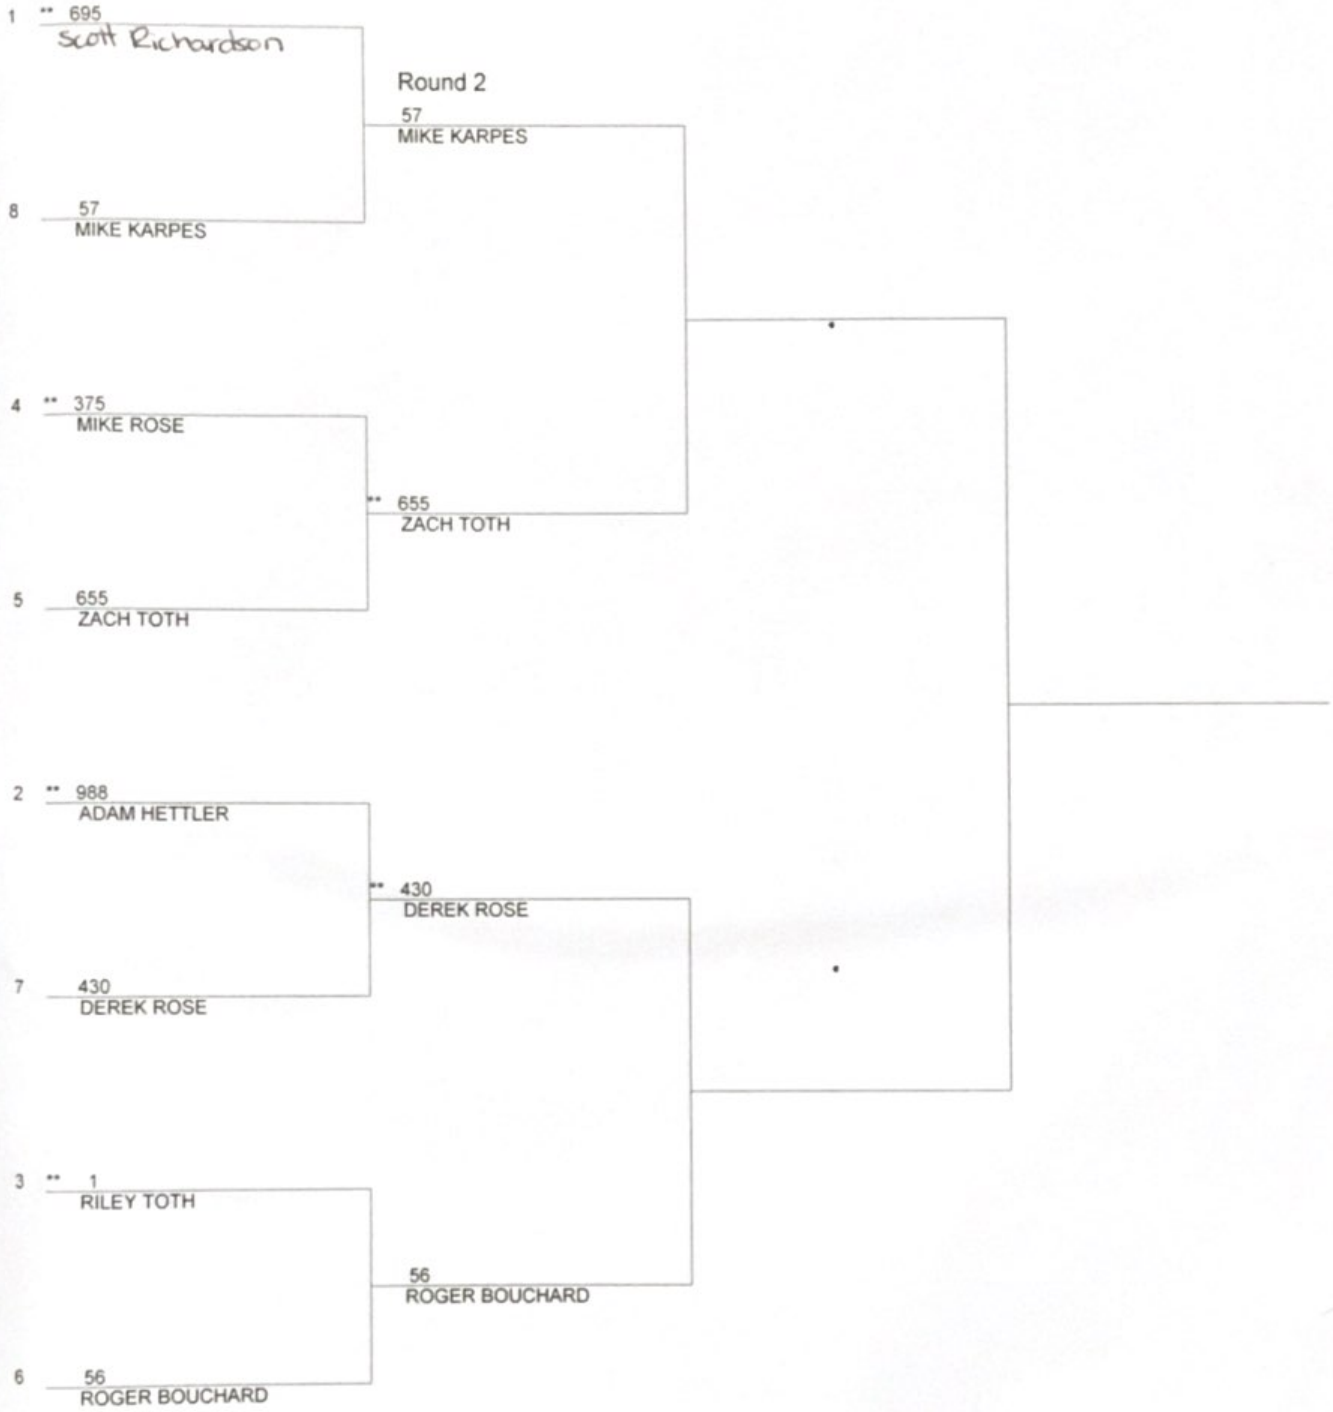 1 ** 695
Scott Richardson
Round 2
57
MIKE KARPES
8 57
MIKE KARPES
4 ** 375
MIKE ROSE
** 655
ZACH TOTH
5 655
ZACH TOTH
2 ** 988
ADAM HETTLER
** 430
DEREK ROSE
7 430
DEREK ROSE
3 ** 1
RILEY TOTH
56
ROGER BOUCHARD
6 56
ROGER BOUCHARD